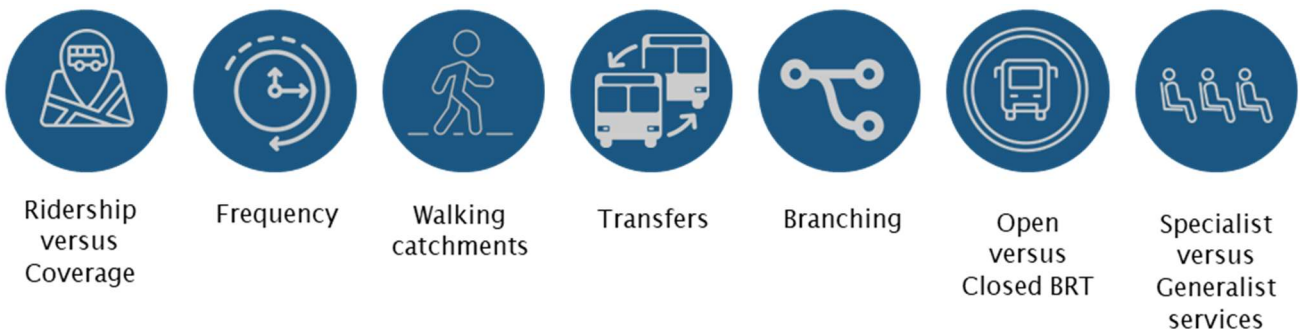 Ridership
versus
Coverage
Frequency
Walking
catchments
Transfers
Branching
Open
versus
Closed BRT
Specialist
versus
Generalist
services